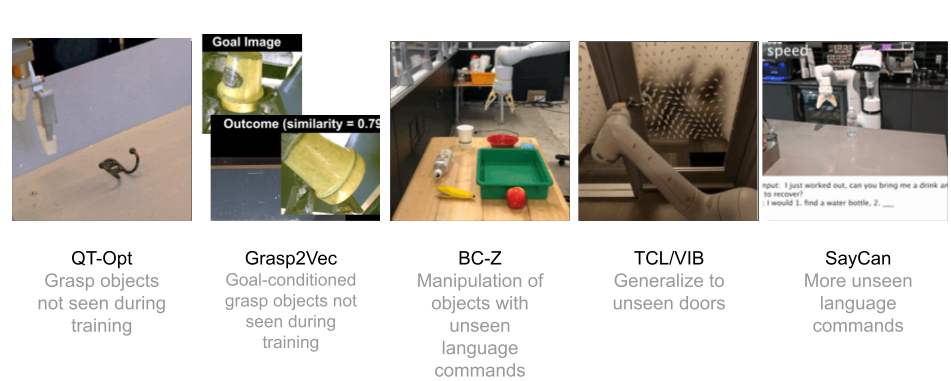 Goal Image
Outcome (similarity = 0.79
speed
nput: I just worked out, can you bring me a drink an
to recover?
: I would 1. find a water bottle, 2. ___
QT-Opt
Grasp objects
not seen during
training
Grasp2Vec
Goal-conditioned
grasp objects not
seen during
training
BC-Z
Manipulation of
objects with
unseen
language
commands
TCL/VIB
Generalize to
unseen doors
SayCan
More unseen
language
commands